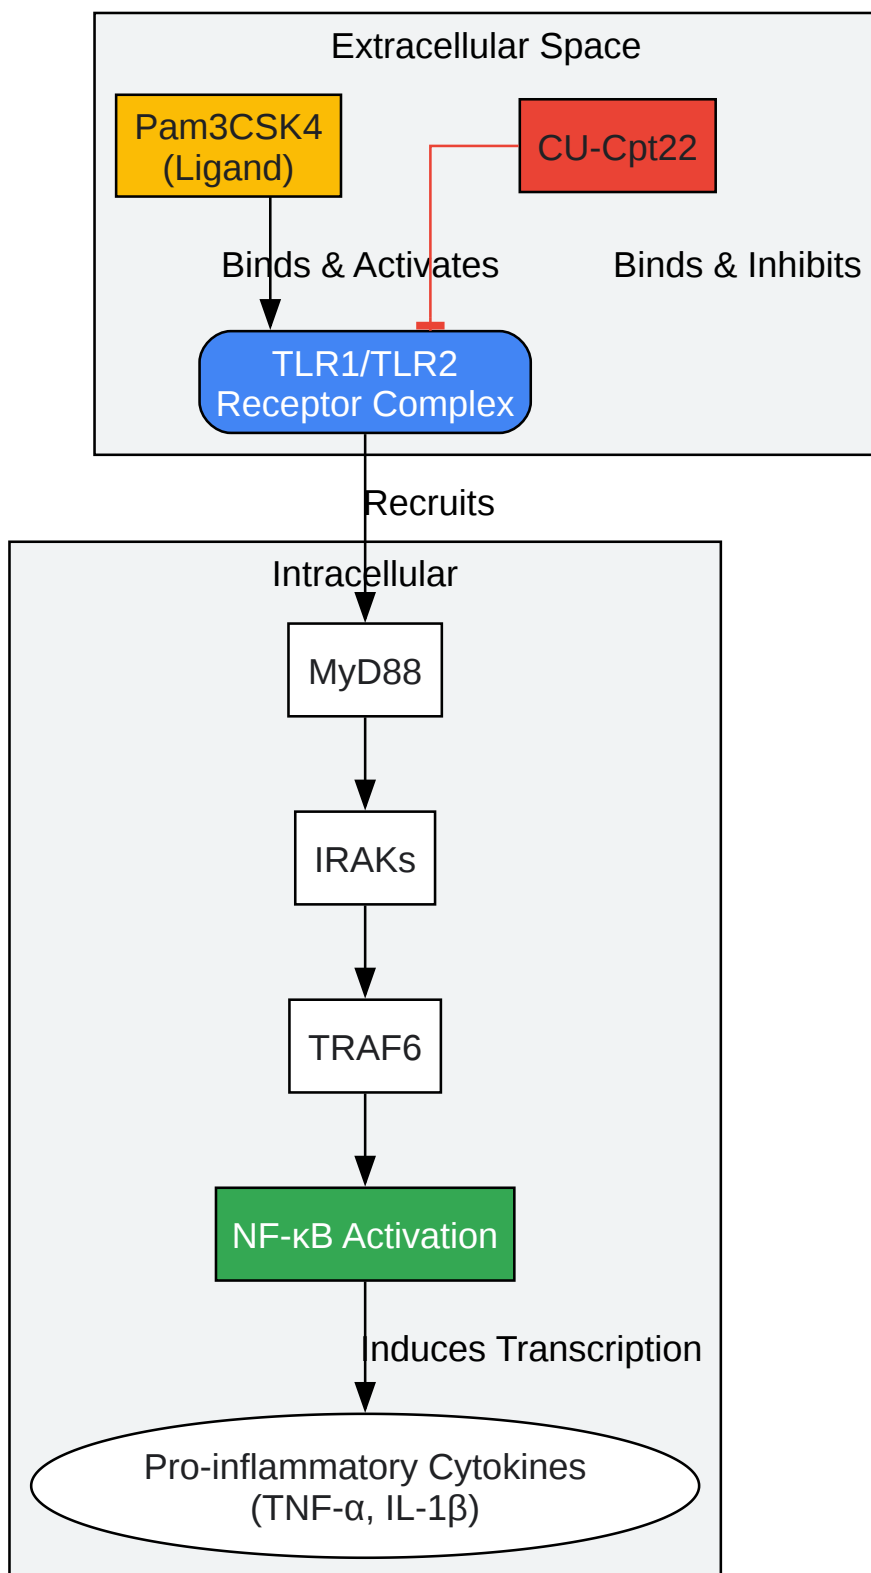 Extracellular Space
Pam3CSK4
(Ligand)
CU-Cpt22
Binds & Activates
Binds & Inhibits
TLR1/TLR2
Receptor Complex
Recruits
Intracellular
MyD88
IRAKs
TRAF6
NF-κB Activation
Induces Transcription
Pro-inflammatory Cytokines
(TNF-α, IL-1β)